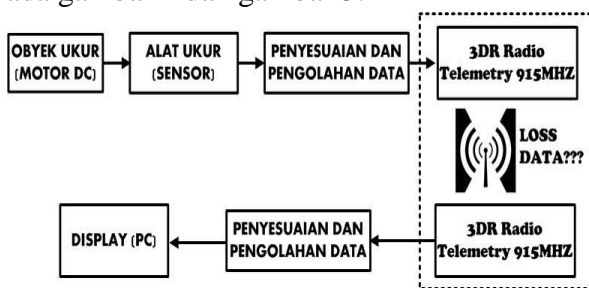 OBYEK UKUR
(MOTOR DC)
ALAT UKUR
(SENSOR)
PENYESUAIAN DAN
PENGOLAHAN DATA
3DR Radio
Telemetry 915MHZ
LOSS
DATA???
DISPLAY (PC)
PENYESUAIAN DAN
PENGOLAHAN DATA
3DR Radio
Telemetry 915MHZ